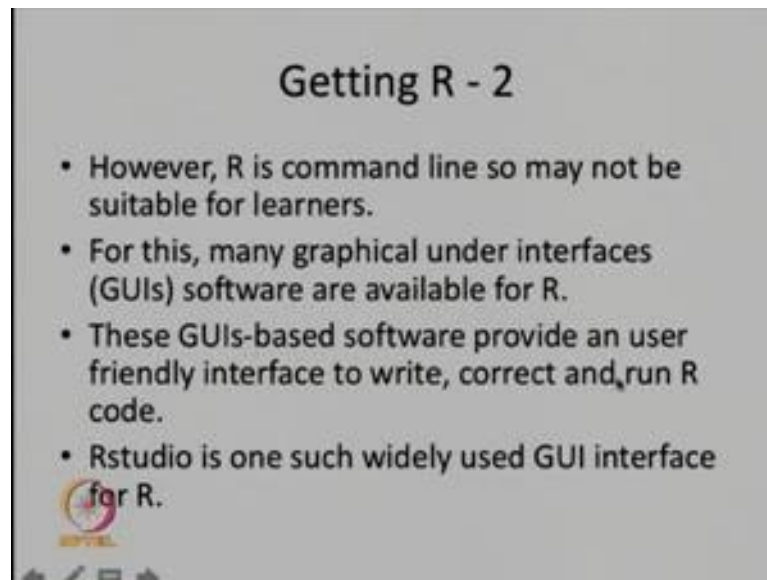 Getting R - 2
• However, R is command line so may not be
suitable for learners.
• For this, many graphical under interfaces
(GUIs) software are available for R.
• These GUIs-based software provide an user
friendly interface to write, correct and run R
code.
• Rstudio is one such widely used GUI interface
for R.
NPTEL